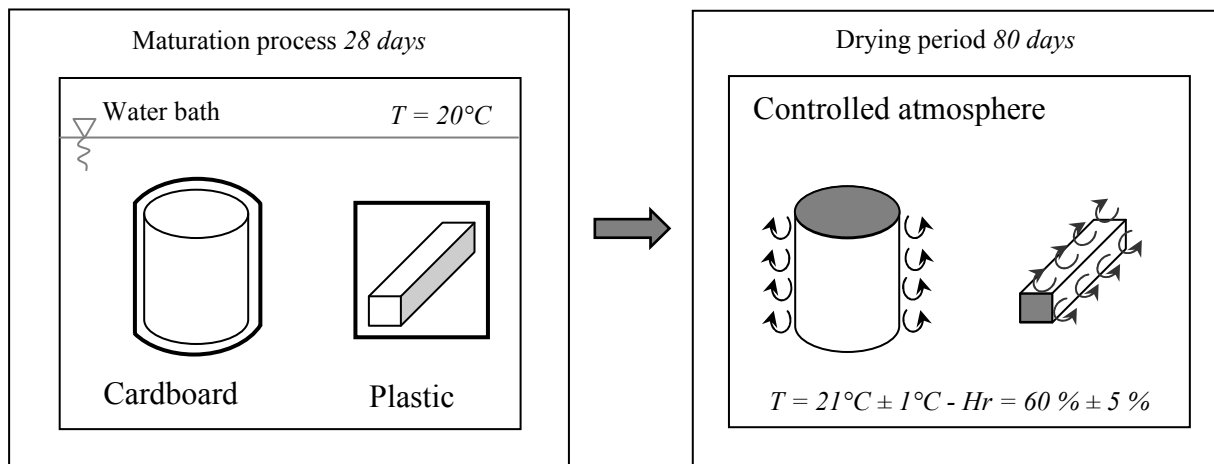 Maturation process 28 days
Water bath
T = 20°C
Cardboard
Plastic
Drying period 80 days
Controlled atmosphere
T = 21°C ± 1°C - Hr = 60 % ± 5 %